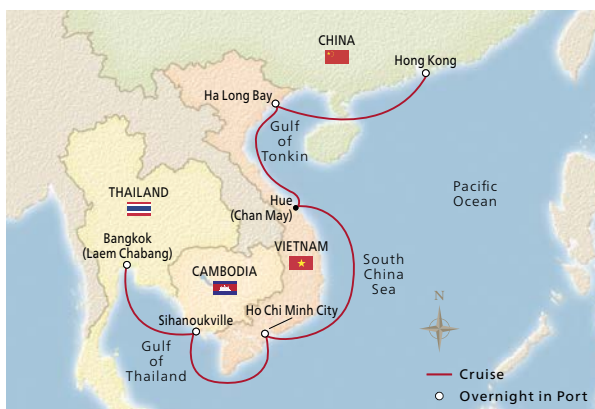 CHINA
Hong Kong
Ha Long Bay
Gulf
of
Tonkin
THAILAND
Hue
(Chan May)
Pacific
Ocean
Bangkok
(Laem Chabang)
VIETNAM
CAMBODIA
South
China
Sea
Ho Chi Minh City
Sihanoukville
N
Gulf
of
Thailand
Cruise
Overnight in Port